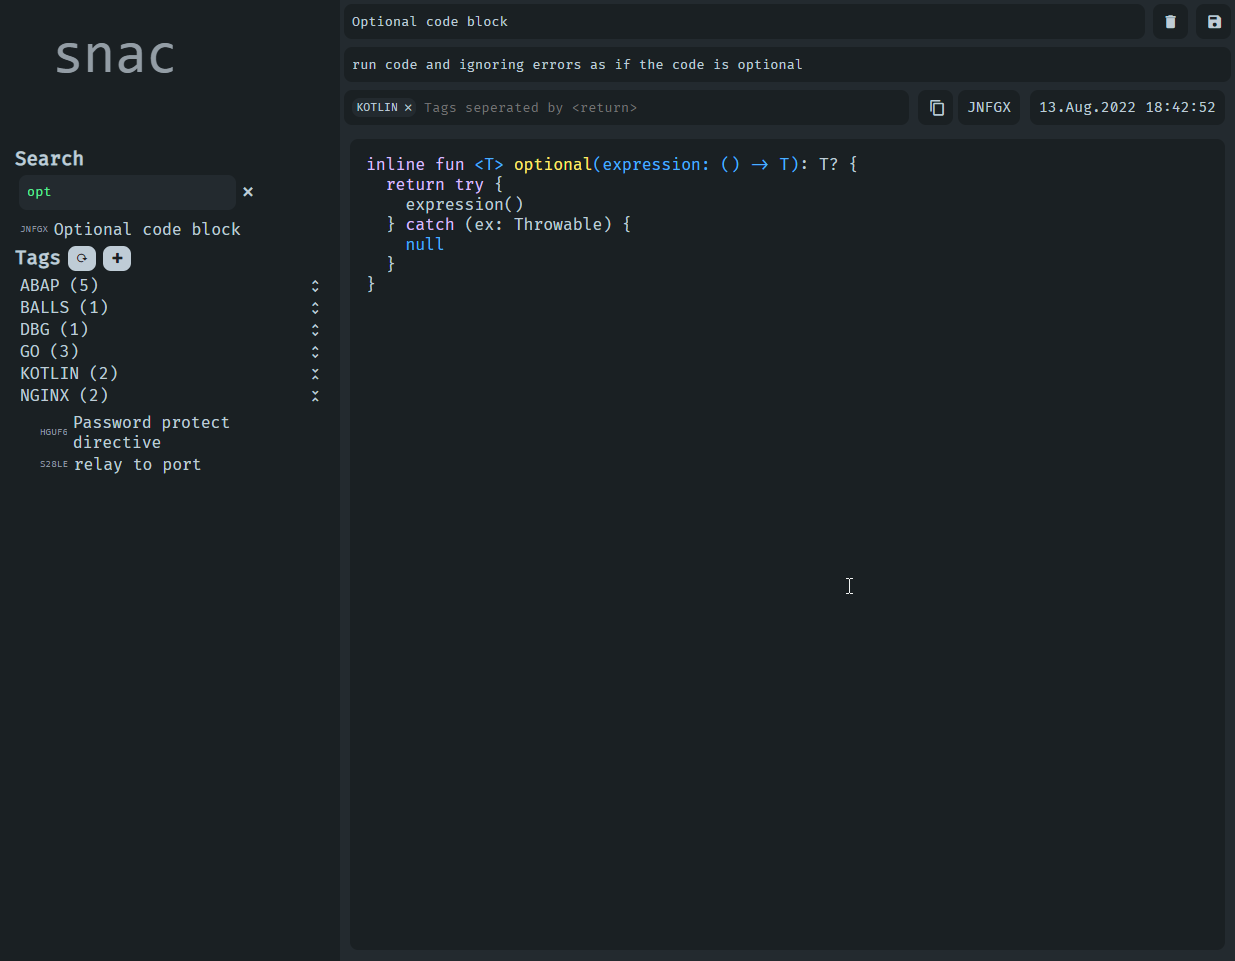 snac
Search
opt ×
JNFGX Optional code block
Tags
ABAP (5)
BALLS (1)
DBG (1)
GO (3)
KOTLIN (2)
NGINX (2)
HGUF6 Password protect
directive
S28LE relay to port
Optional code block
run code and ignoring errors as if the code is optional
KOTLIN × Tags seperated by <return>
JNFGX
13.Aug.2022 18:42:52
inline fun <T> optional(expression: () -> T): T? {
  return try {
    expression()
  } catch (ex: Throwable) {
    null
  }
}